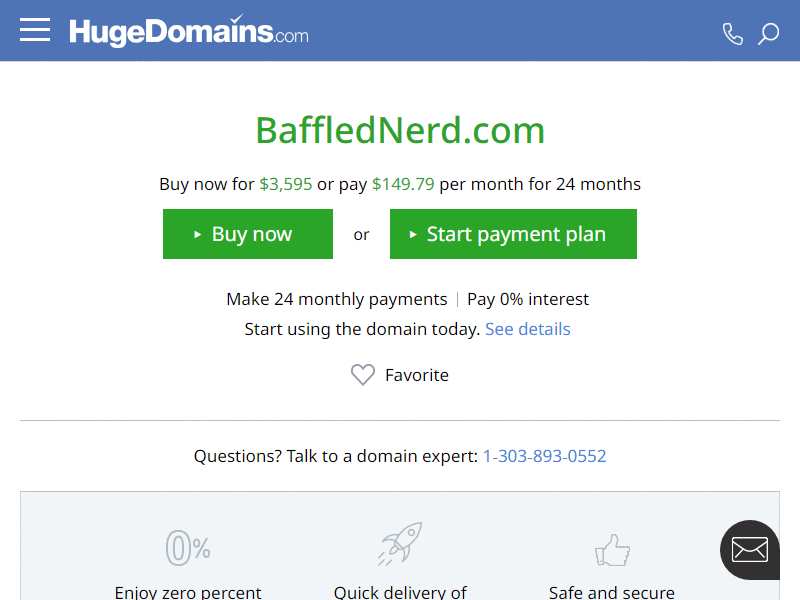 HugeDomains.com
BaffledNerd.com
Buy now for $3,595 or pay $149.79 per month for 24 months
Buy now or Start payment plan
Make 24 monthly payments | Pay 0% interest
Start using the domain today. See details
Favorite
Questions? Talk to a domain expert: 1-303-893-0552
0%
Enjoy zero percent Quick delivery of Safe and secure